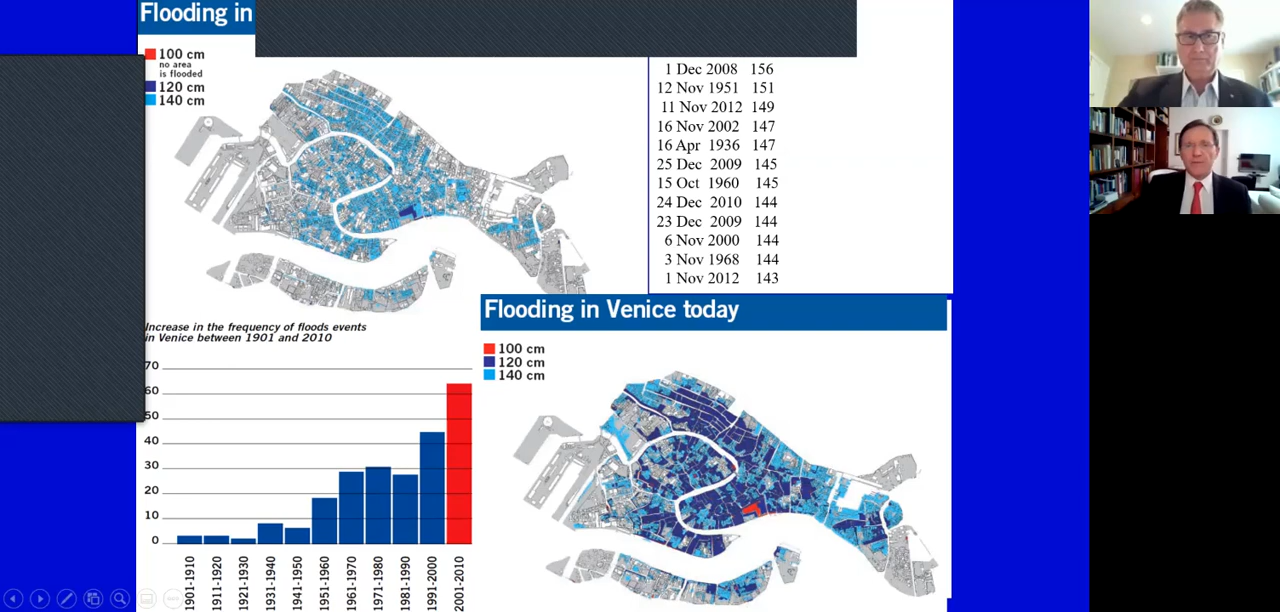 Flooding in
100 cm
no area
is flooded
120 cm
140 cm
1 Dec 2008 156
12 Nov 1951 151
11 Nov 2012 149
16 Nov 2002 147
16 Apr 1936 147
25 Dec 2009 145
15 Oct 1960 145
24 Dec 2010 144
23 Dec 2009 144
6 Nov 2000 144
3 Nov 1968 144
1 Nov 2012 143
Increase in the frequency of floods events
in Venice between 1901 and 2010
70
60
50
40
30
20
10
0
1901-1910
1911-1920
1921-1930
1931-1940
1941-1950
1951-1960
1961-1970
1971-1980
1981-1990
1991-2000
2001-2010
Flooding in Venice today
100 cm
120 cm
140 cm